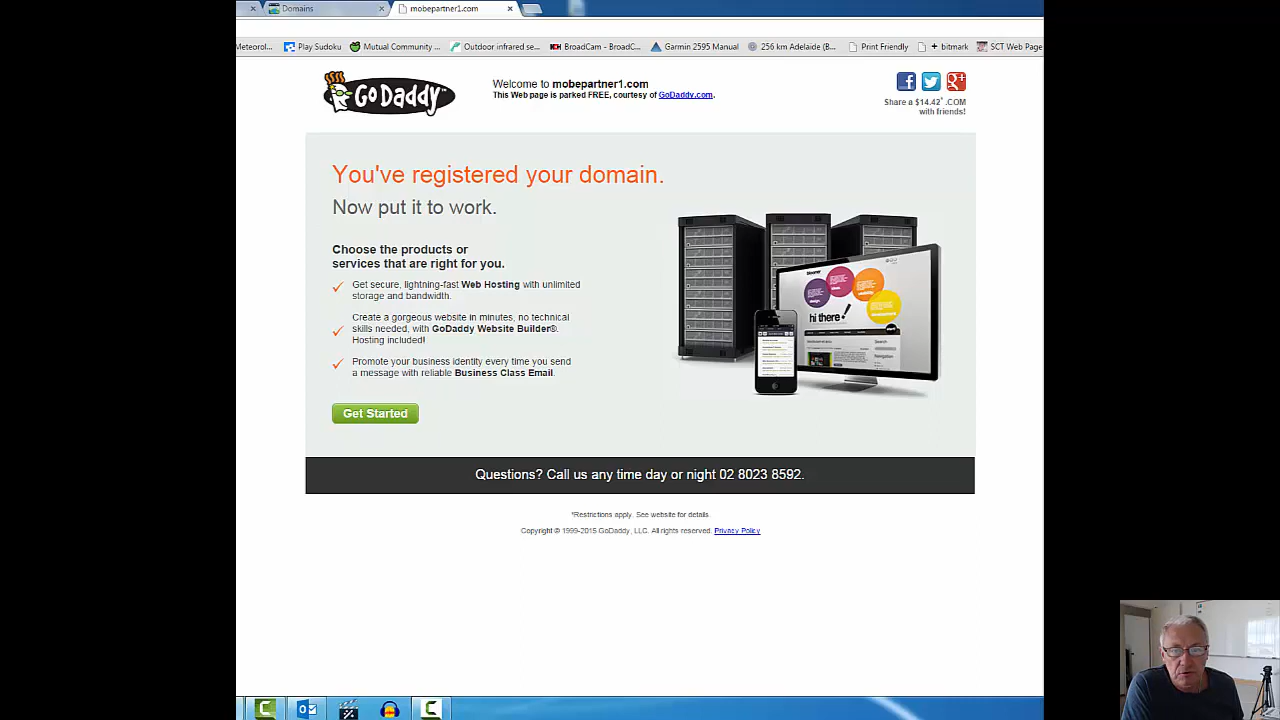 Domains
mobepartner1.com
Meteorol...
Play Sudoku
Mutual Community ...
Outdoor infrared se...
BroadCam - BroadC...
Garmin 2595 Manual
256 km Adelaide (B...
Print Friendly
+ bitmark
SCT Web Page
GO Daddy
Welcome to mobepartner1.com
This Web page is parked FREE, courtesy of GoDaddy.com.
Share a $14.42* .COM
with friends!
You've registered your domain.
Now put it to work.
Choose the products or
services that are right for you.
Get secure, lightning-fast Web Hosting with unlimited
storage and bandwidth.
Create a gorgeous website in minutes, no technical
skills needed, with GoDaddy Website Builder®.
Hosting included!
Promote your business identity every time you send
a message with reliable Business Class Email.
Get Started
hi there!
Questions? Call us any time day or night 02 8023 8592.
*Restrictions apply. See website for details.
Copyright © 1999-2015 GoDaddy, LLC. All rights reserved. Privacy Policy